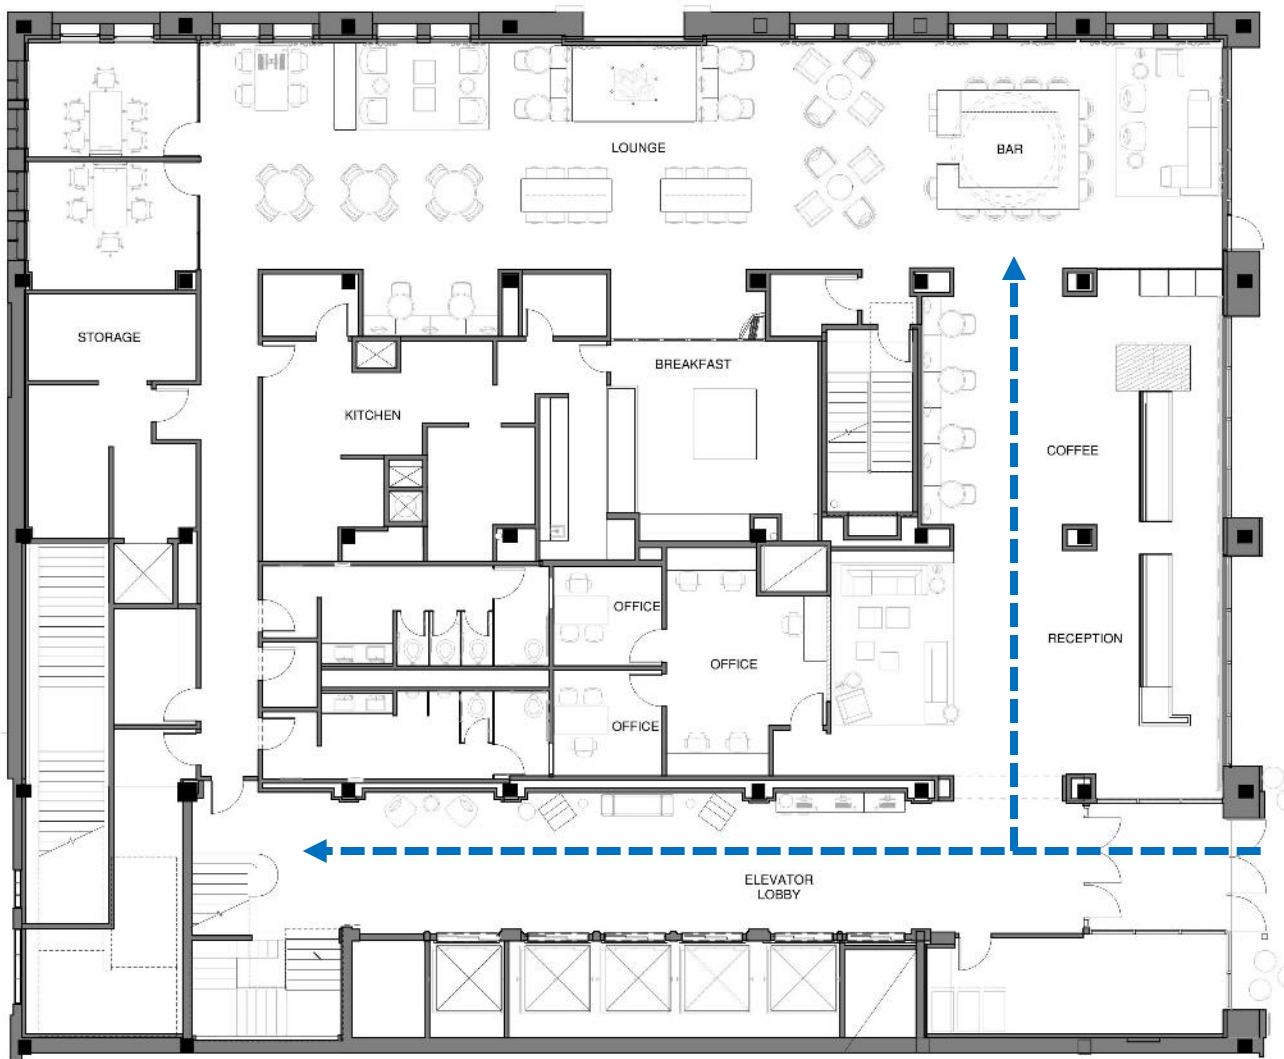 LOUNGE
BAR
STORAGE
BREAKFAST
KITCHEN
COFFEE
OFFICE
RECEPTION
OFFICE
OFFICE
ELEVATOR
LOBBY